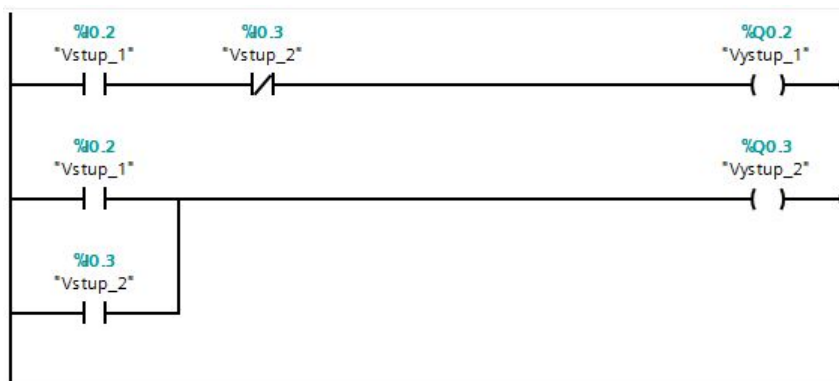 %I0.2
"Vstup_1"
%I0.3
"Vstup_2"
%Q0.2
"Vystup_1"
%I0.2
"Vstup_1"
%Q0.3
"Vystup_2"
%I0.3
"Vstup_2"